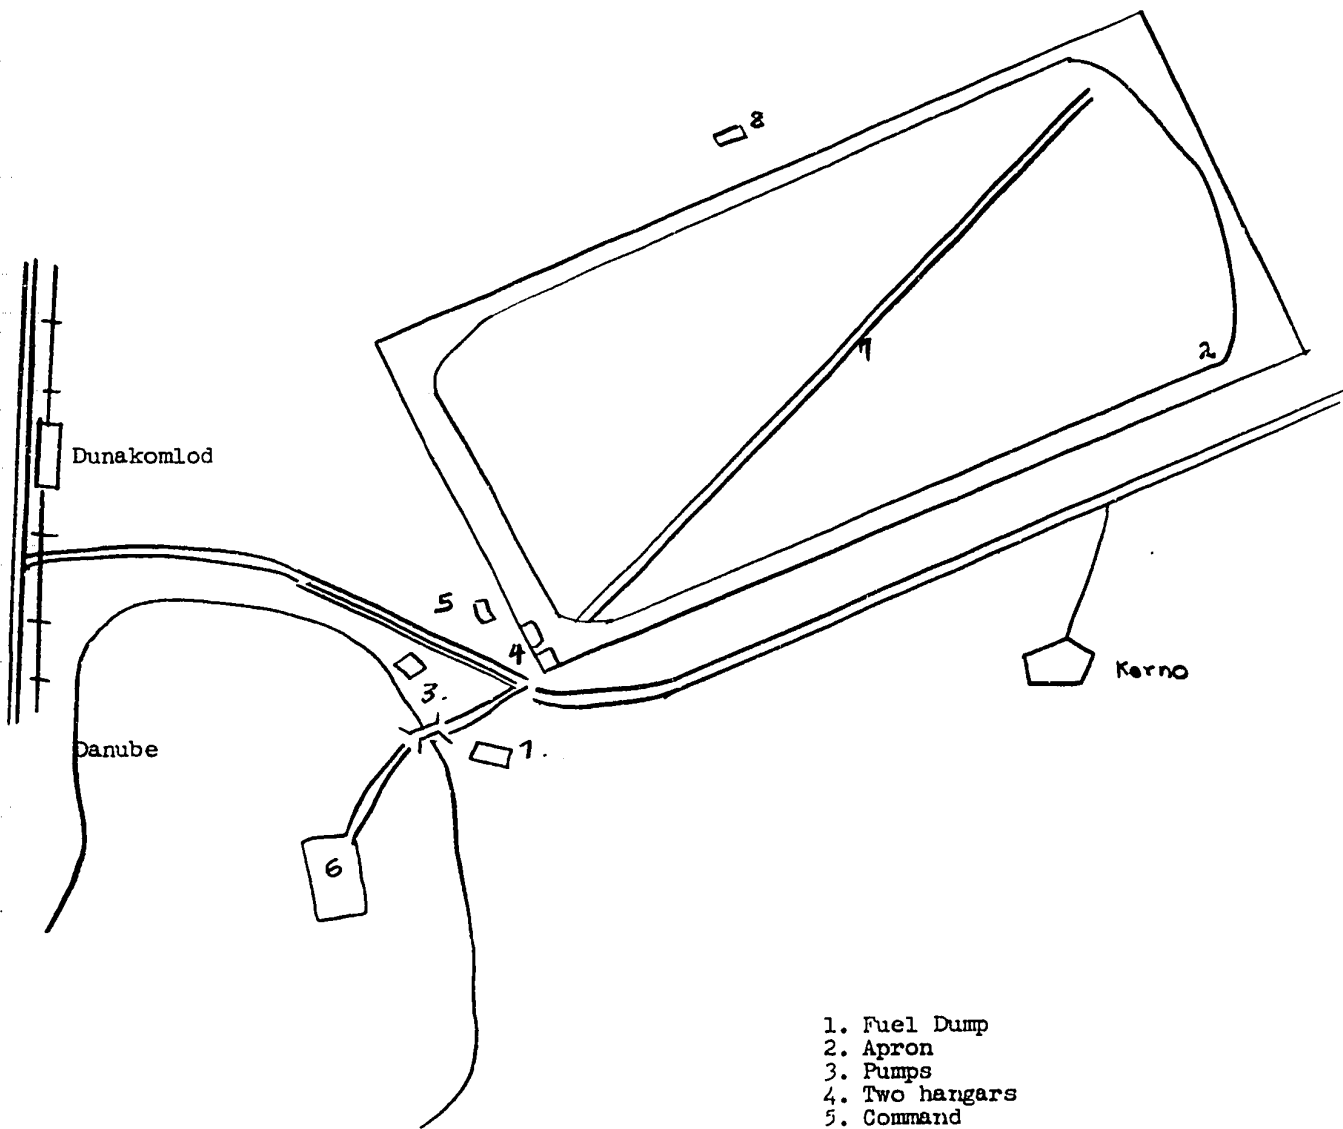 8
7
2
Dunakomlod
5
4
3.
Kerno
Danube
1.
6
1. Fuel Dump
2. Apron
3. Pumps
4. Two hangars
5. Command